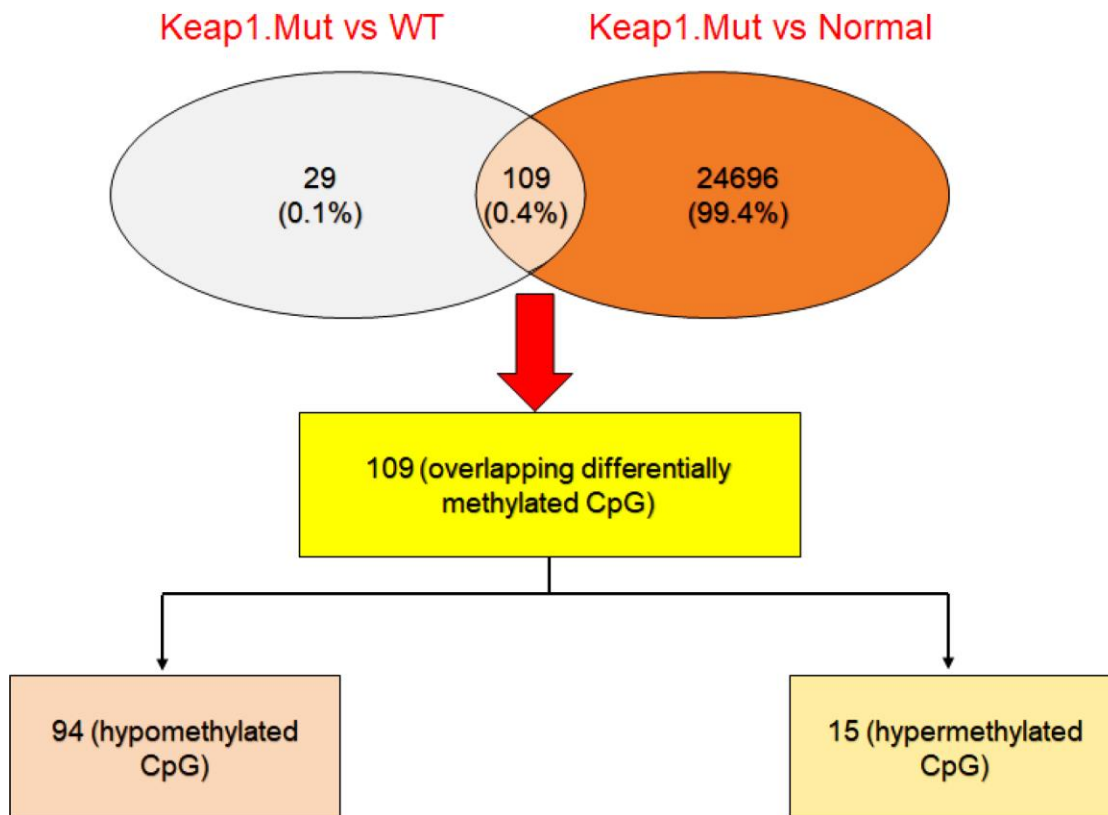 Keap1.Mut vs WT
Keap1.Mut vs Normal
29
(0.1%)
109
(0.4%)
24696
(99.4%)
109 (overlapping differentially
methylated CpG)
94 (hypomethylated
CpG)
15 (hypermethylated
CpG)